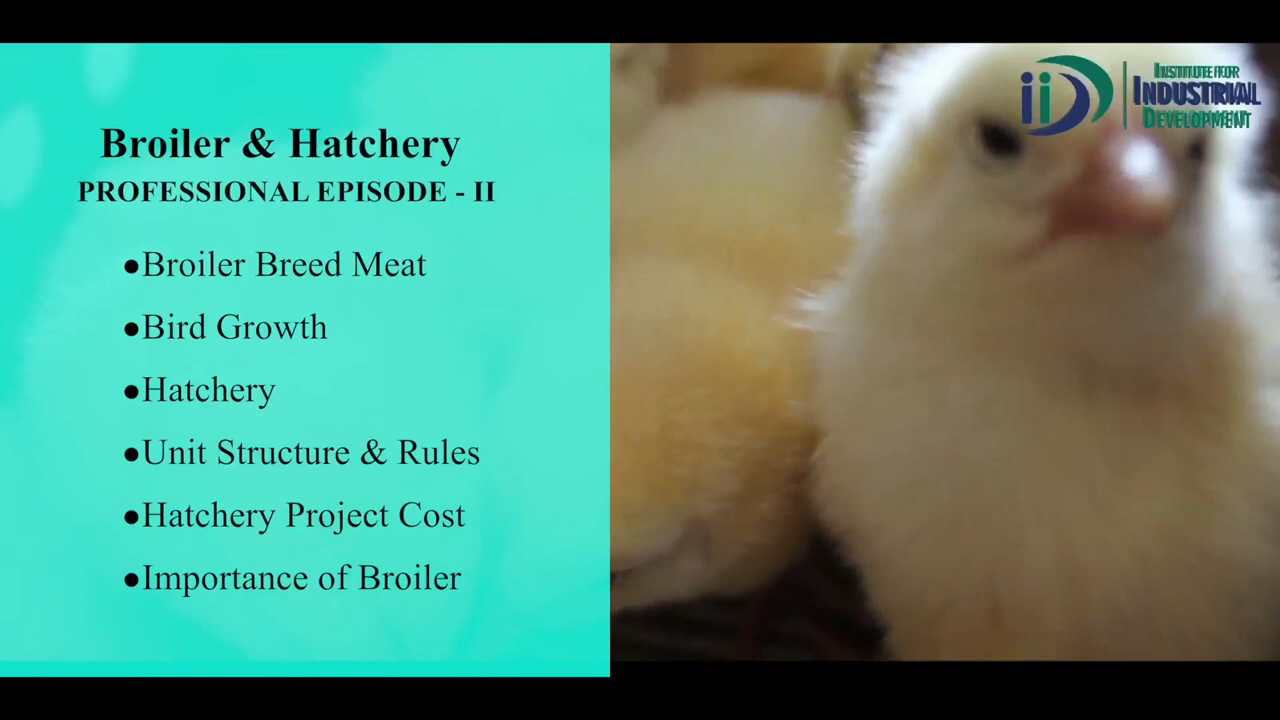 Broiler & Hatchery
PROFESSIONAL EPISODE - II
●Broiler Breed Meat
●Bird Growth
●Hatchery
●Unit Structure & Rules
●Hatchery Project Cost
●Importance of Broiler
iiD
INSTITUTE FOR
INDUSTRIAL
DEVELOPMENT